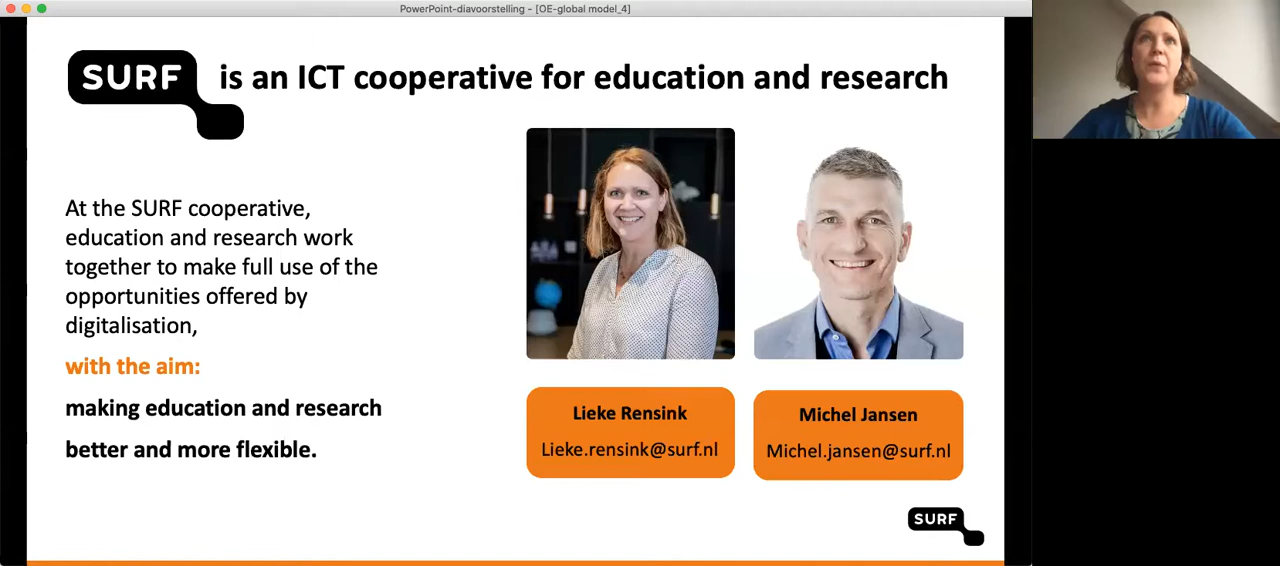 PowerPoint-diavoorstelling - [OE-global model_4]
SURF is an ICT cooperative for education and research
At the SURF cooperative,
education and research work
together to make full use of the
opportunities offered by
digitalisation,
with the aim:
making education and research
better and more flexible.
Lieke Rensink
Lieke.rensink@surf.nl
Michel Jansen
Michel.jansen@surf.nl
SURF